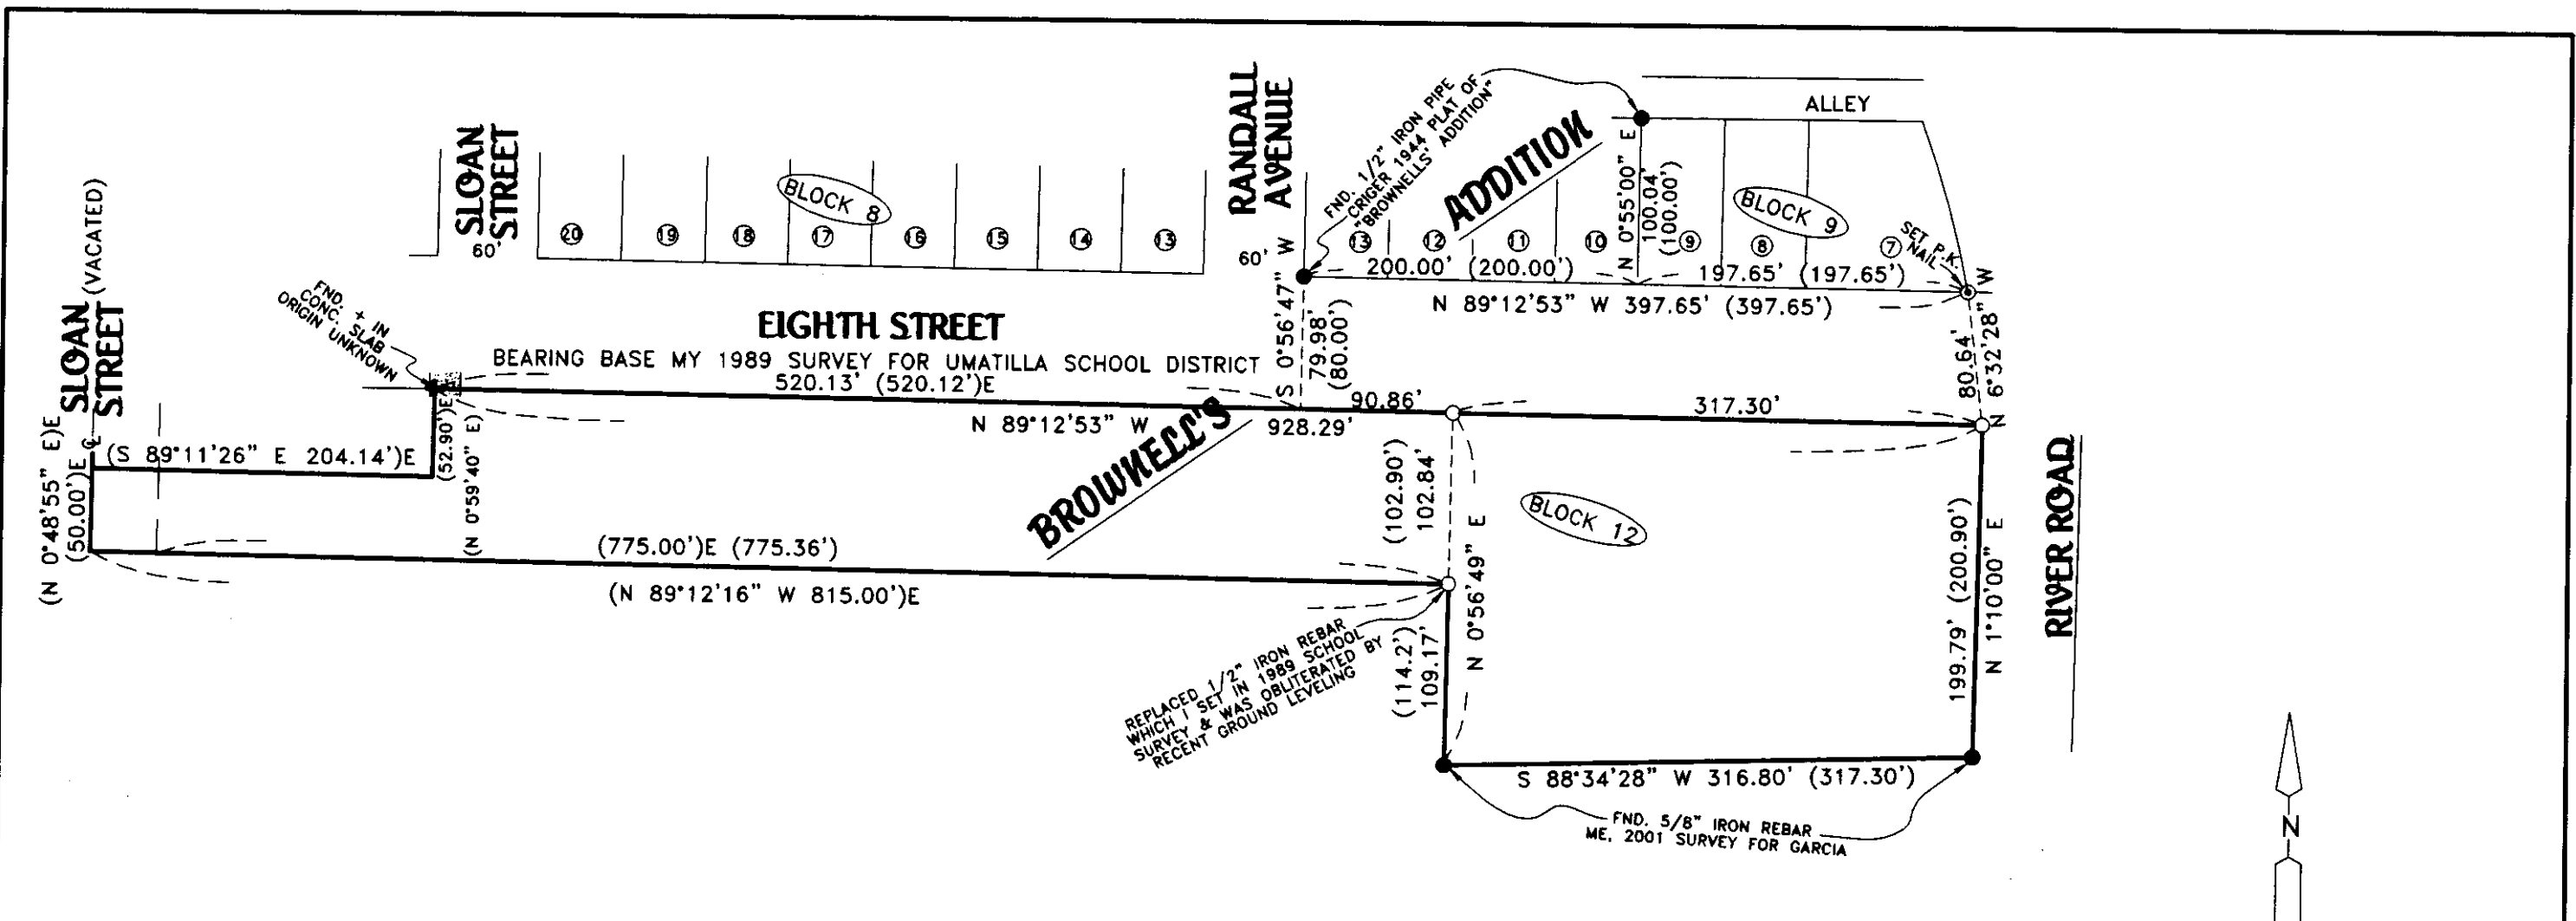 SLOAN
STREET
(VACATED)
SLOAN
STREET
60'
BLOCK 8
20
19
18
17
16
15
14
13
RANDALL
AVENUE
60'
FND. 1/2" IRON PIPE
CRIGER 1944 PLAT OF
"BROWNELLS' ADDITION"
ADDITION
ALLEY
N 0°55'00" E
100.04'
(100.00')
BLOCK 9
13
12
11
10
9
8
7
SET P.K.
NAIL
200.00' (200.00')
197.65' (197.65')
N 89°12'53" W 397.65' (397.65')
S 0°56'47" W
79.98'
(80.00')
80.64'
N 6°32'28" W
FND. + IN
CONC. SLAB
ORIGIN UNKNOWN
EIGHTH STREET
BEARING BASE MY 1989 SURVEY FOR UMATILLA SCHOOL DISTRICT
520.13' (520.12')E
90.86'
317.30'
N 89°12'53" W
928.29'
BROWNELL'S
(N 0°48'55" E)E
(50.00')E
℄
(S 89°11'26" E 204.14')E
(52.90')E
(N 0°59'40" E)
(775.00')E (775.36')
(N 89°12'16" W 815.00')E
(102.90')
102.84'
N 0°56'49" E
BLOCK 12
(114.2')
109.17'
199.79' (200.90')
N 1°10'00" E
RIVER ROAD
REPLACED 1/2" IRON REBAR
WHICH I SET IN 1989 SCHOOL
SURVEY & WAS OBLITERATED BY
RECENT GROUND LEVELING
S 88°34'28" W 316.80' (317.30')
FND. 5/8" IRON REBAR
ME, 2001 SURVEY FOR GARCIA
N